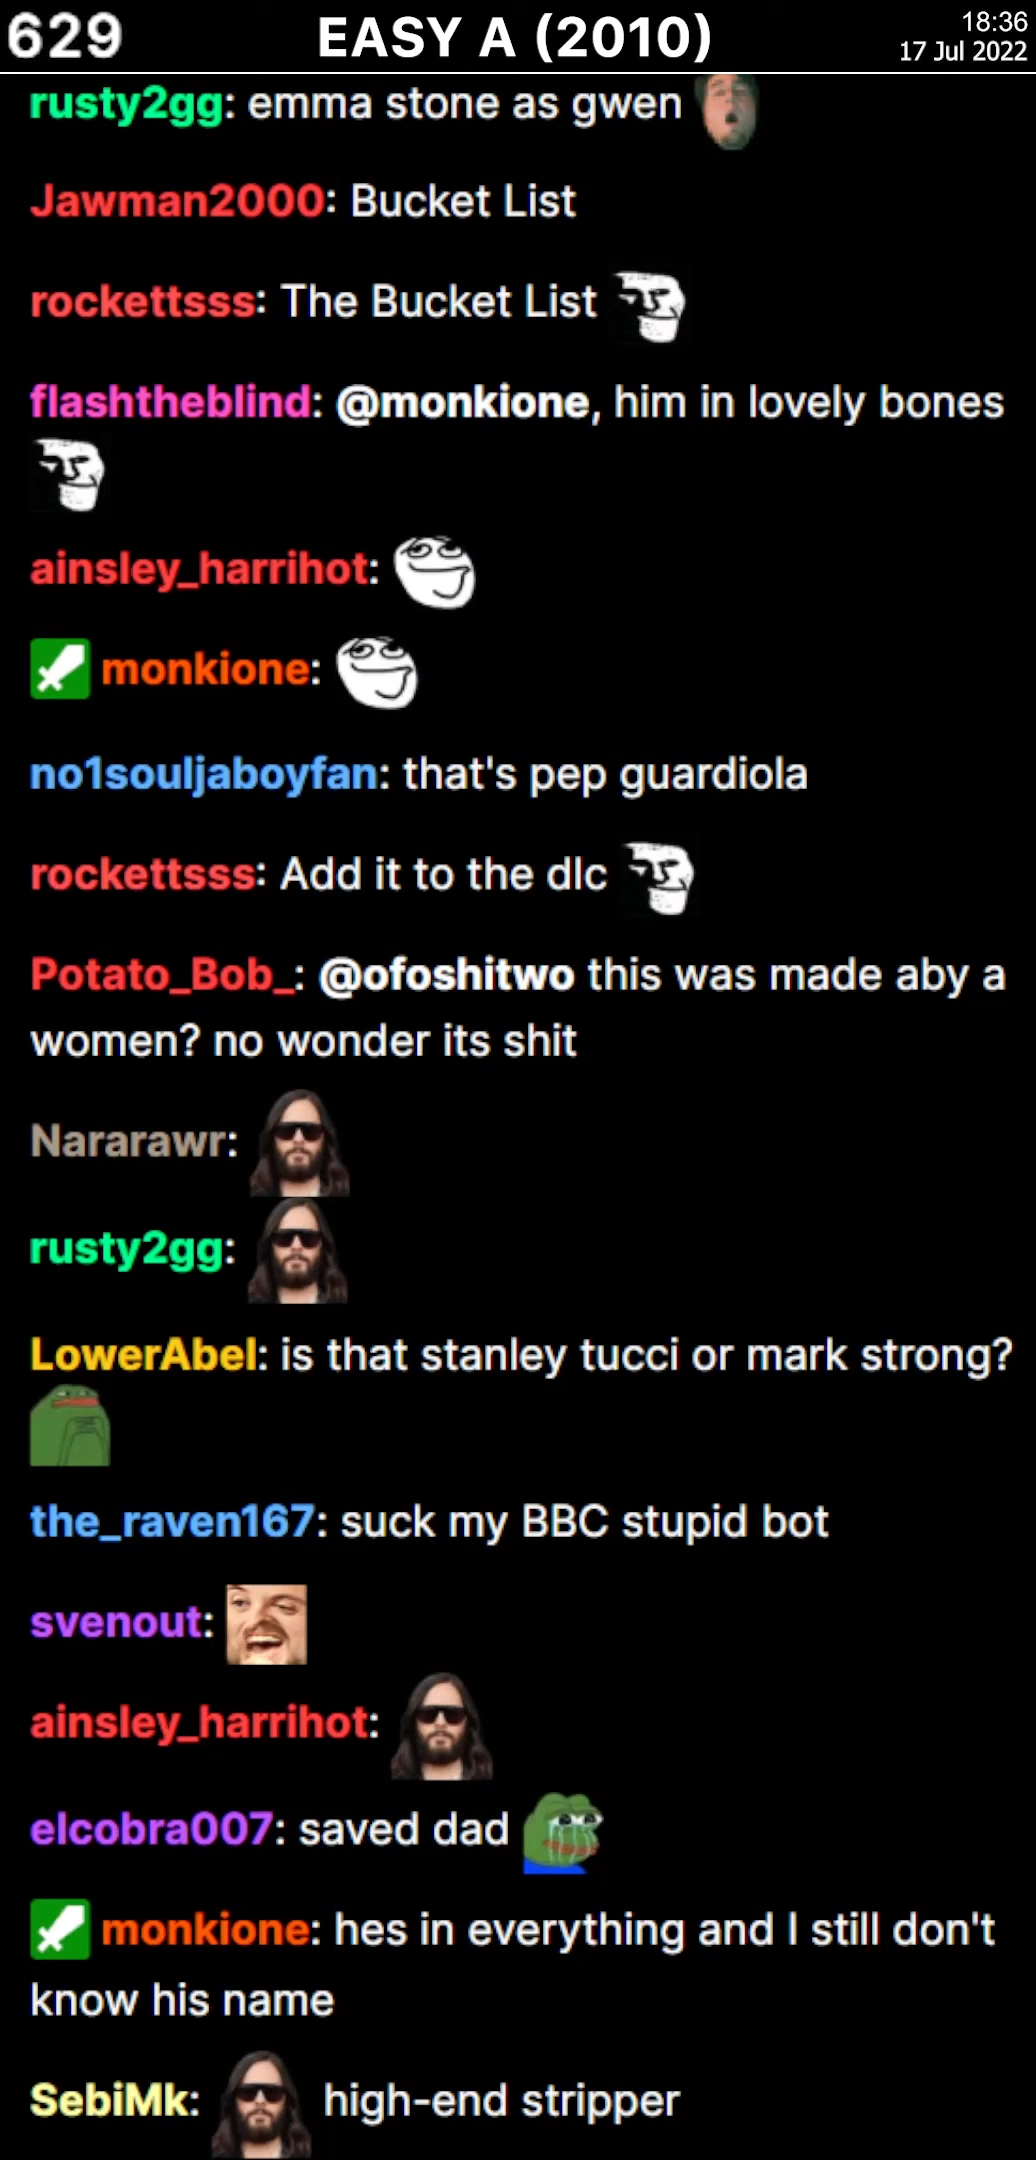 629
EASY A (2010)
18:36
17 Jul 2022
rusty2gg: emma stone as gwen
Jawman2000: Bucket List
rockettsss: The Bucket List
flashtheblind: @monkione, him in lovely bones
ainsley_harrihot:
monkione:
no1souljaboyfan: that's pep guardiola
rockettsss: Add it to the dlc
Potato_Bob_: @ofoshitwo this was made aby a
women? no wonder its shit
Nararawr:
rusty2gg:
LowerAbel: is that stanley tucci or mark strong?
the_raven167: suck my BBC stupid bot
svenout:
ainsley_harrihot:
elcobra007: saved dad
monkione: hes in everything and I still don't
know his name
SebiMk: high-end stripper